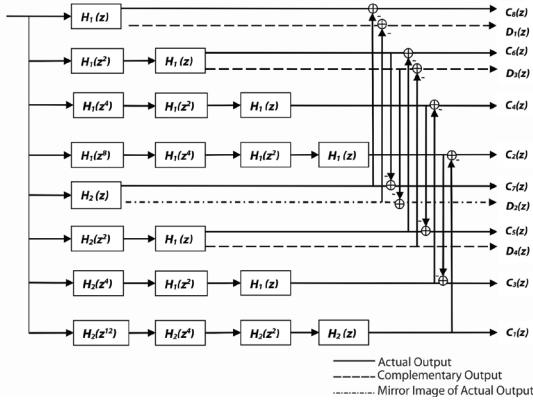 H₁(z) C₈(z)
D₁(z)
H₁(z²) H₁(z) C₆(z)
D₃(z)
H₁(z⁴) H₁(z²) H₁(z) C₄(z)
H₁(z⁸) H₁(z⁴) H₁(z²) H₁(z) C₂(z)
H₂(z) C₇(z)
D₂(z)
H₂(z²) H₁(z) C₅(z)
D₄(z)
H₂(z⁴) H₁(z²) H₁(z) C₃(z)
H₂(z¹²) H₂(z⁴) H₂(z²) H₂(z) C₁(z)
Actual Output
Complementary Output
Mirror Image of Actual Output